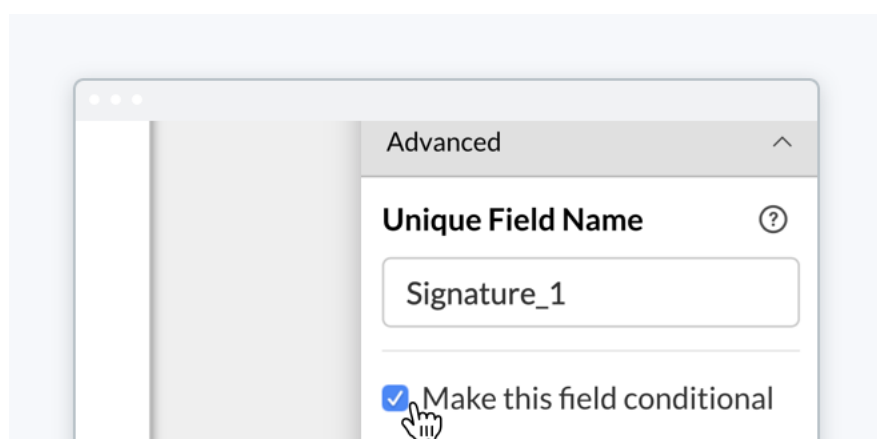 Advanced
Unique Field Name
Signature_1
Make this field conditional